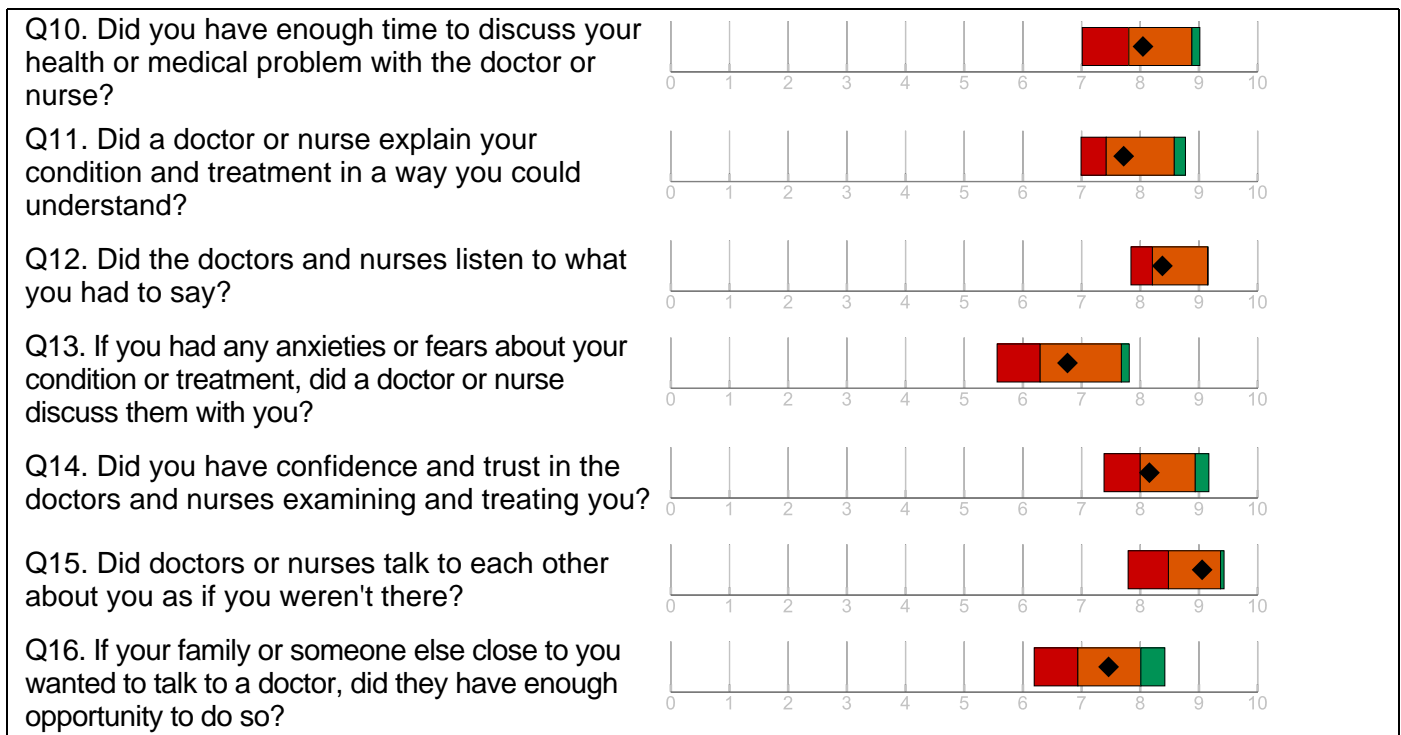 Q10. Did you have enough time to discuss your
health or medical problem with the doctor or
nurse?
0 1 2 3 4 5 6 7 8 9 10
Q11. Did a doctor or nurse explain your
condition and treatment in a way you could
understand?
0 1 2 3 4 5 6 7 8 9 10
Q12. Did the doctors and nurses listen to what
you had to say?
0 1 2 3 4 5 6 7 8 9 10
Q13. If you had any anxieties or fears about your
condition or treatment, did a doctor or nurse
discuss them with you?
0 1 2 3 4 5 6 7 8 9 10
Q14. Did you have confidence and trust in the
doctors and nurses examining and treating you?
0 1 2 3 4 5 6 7 8 9 10
Q15. Did doctors or nurses talk to each other
about you as if you weren't there?
0 1 2 3 4 5 6 7 8 9 10
Q16. If your family or someone else close to you
wanted to talk to a doctor, did they have enough
opportunity to do so?
0 1 2 3 4 5 6 7 8 9 10